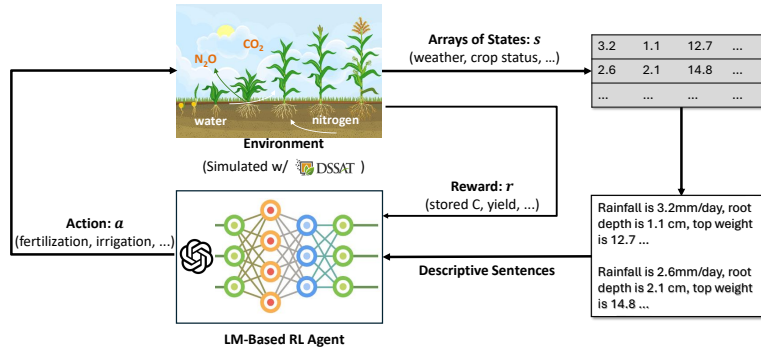 CO2
N2O
water
nitrogen
Environment
(Simulated w/ DSSAT )
Arrays of States: s
(weather, crop status, ...)
3.2 1.1 12.7 ...
2.6 2.1 14.8 ...
... ... ... ...
Reward: r
(stored C, yield, ...)
Action: a
(fertilization, irrigation, ...)
Rainfall is 3.2mm/day, root
depth is 1.1 cm, top weight
is 12.7 ...
Rainfall is 2.6mm/day, root
depth is 2.1 cm, top weight
is 14.8 ...
Descriptive Sentences
LM-Based RL Agent